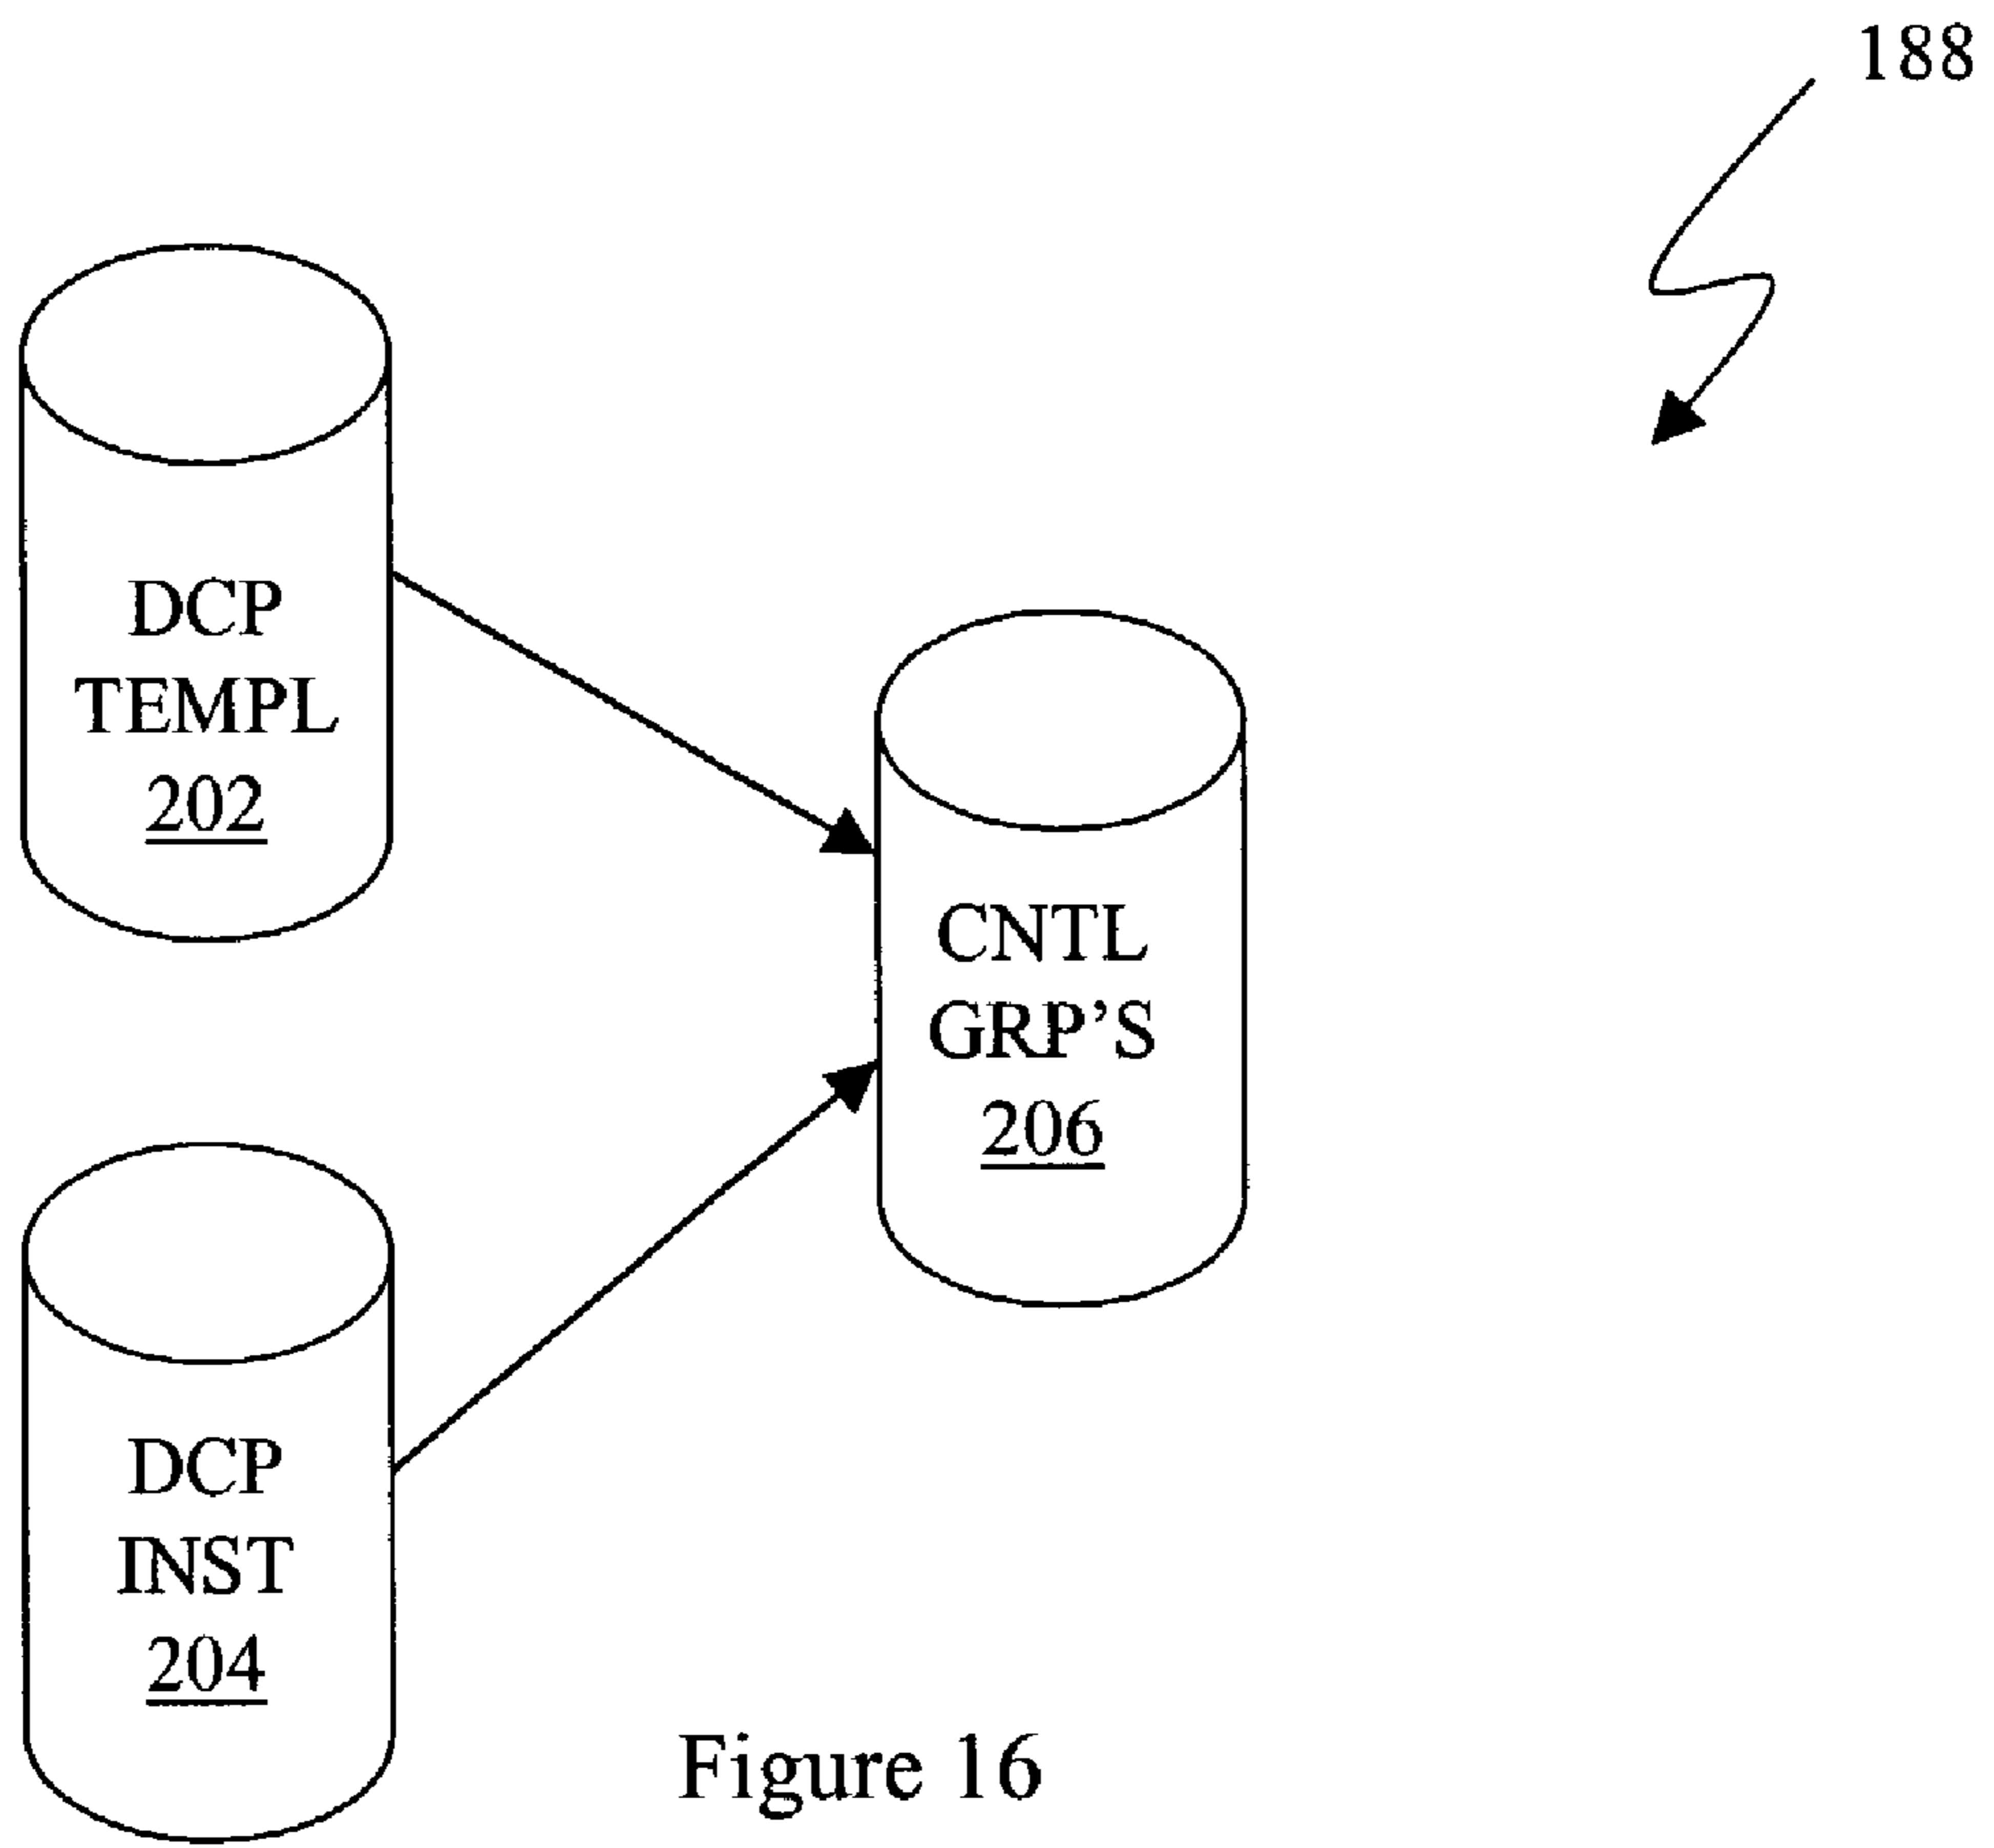 188
DCP
TEMPL
202
CNTL
GRP’S
206
DCP
INST
204
Figure 16